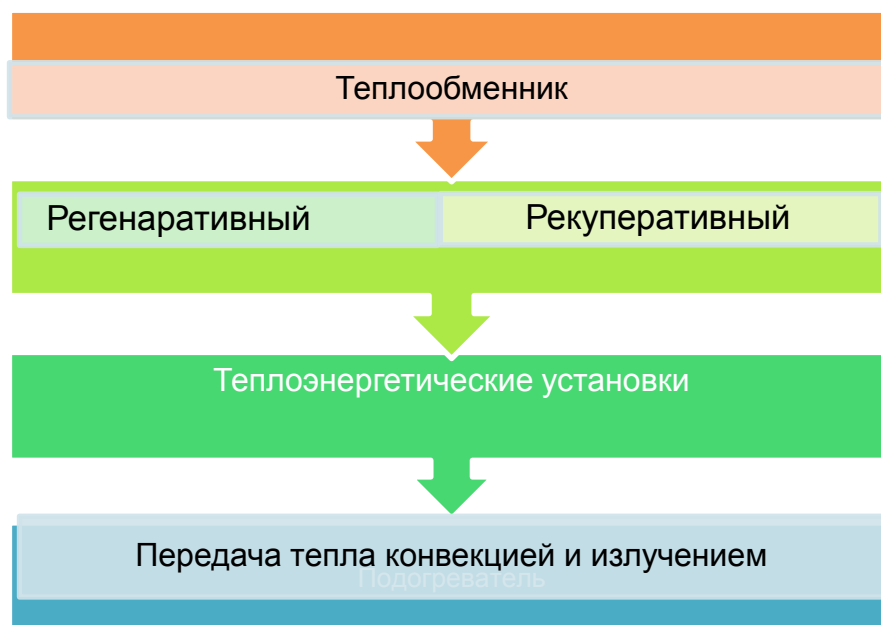 Теплообменник
Регенаративный
Рекуперативный
Теплоэнергетические установки
Передача тепла конвекцией и излучением
Подогреватель